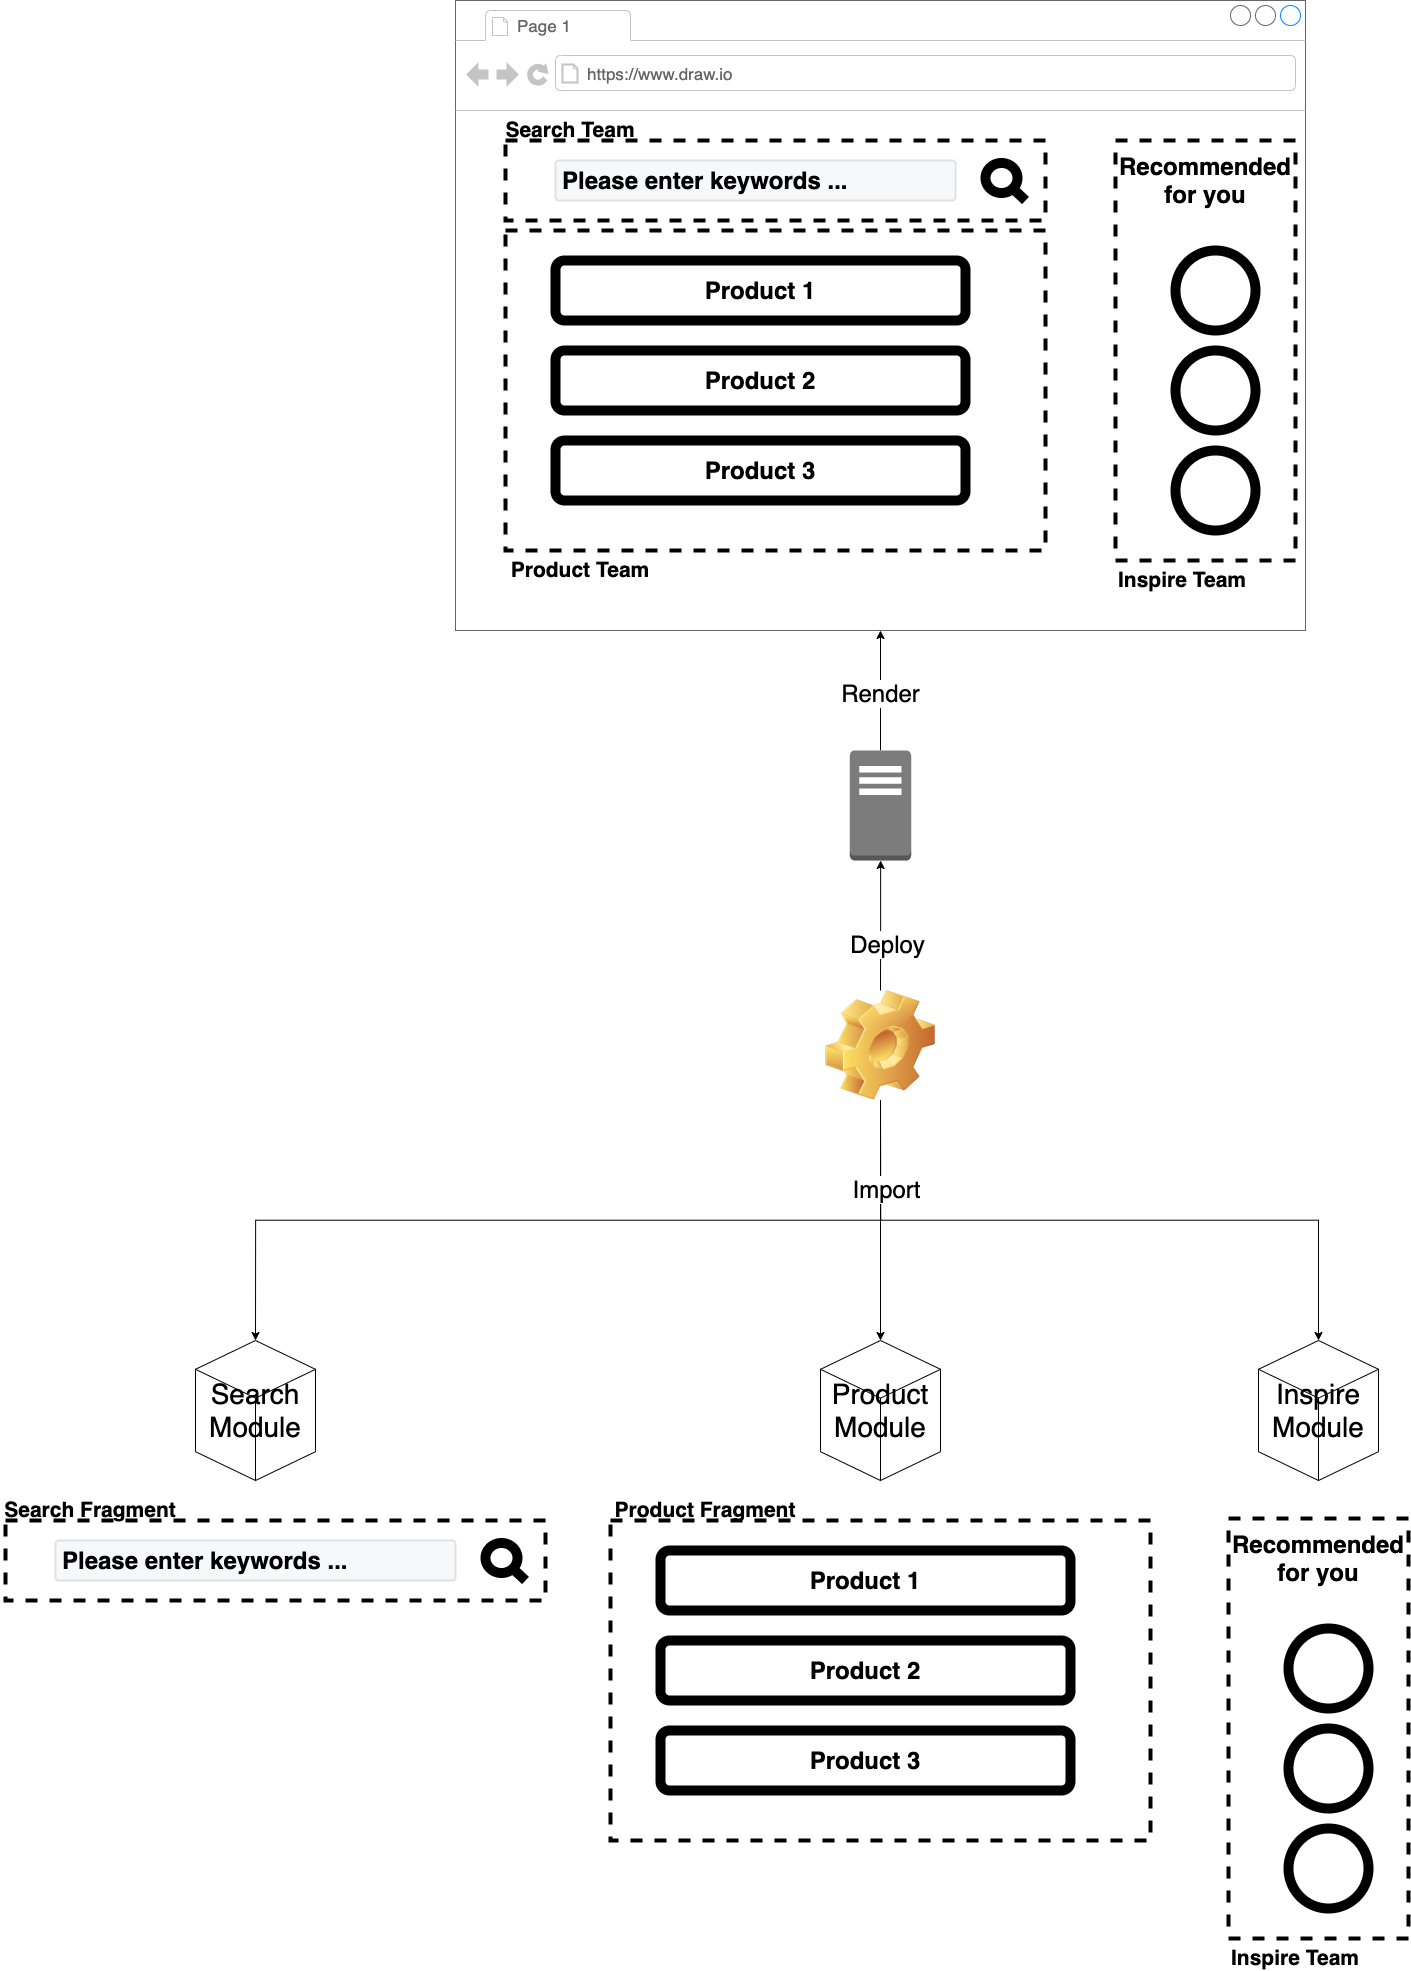 Page 1
https://www.draw.io
Search Team
Please enter keywords ...
Recommended
for you
Product 1
Product 2
Product 3
Product Team
Inspire Team
Render
Deploy
Import
Search
Module
Product
Module
Inspire
Module
Search Fragment
Please enter keywords ...
Product Fragment
Product 1
Product 2
Product 3
Recommended
for you
Inspire Team